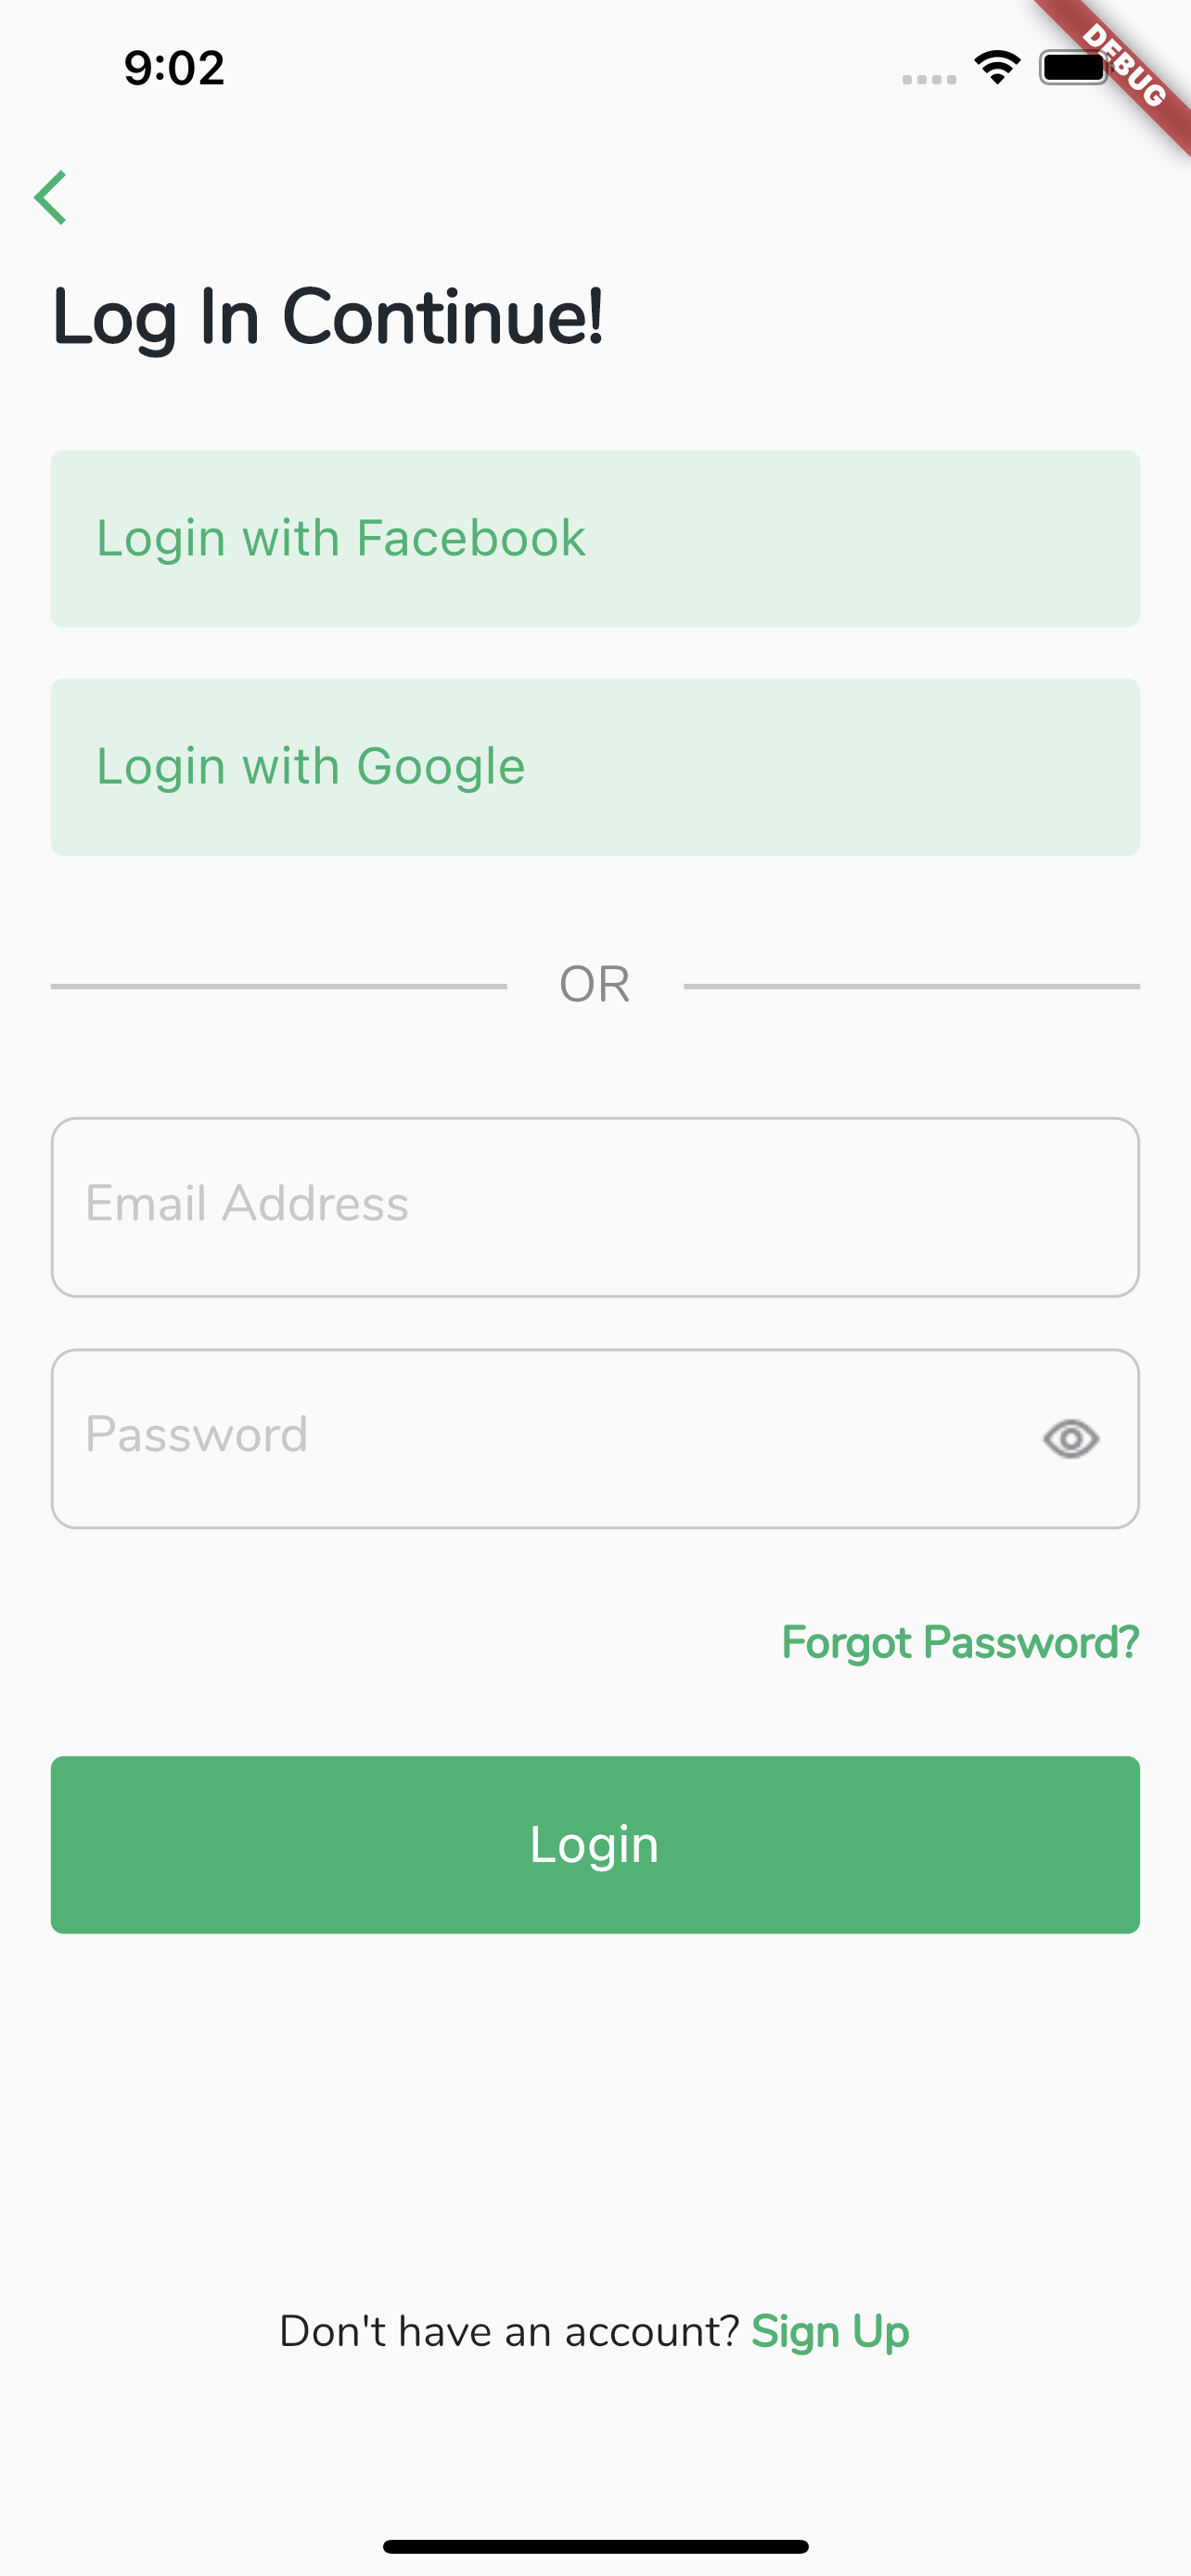 9:02
DEBUG
Log In Continue!
Login with Facebook
Login with Google
OR
Email Address
Password
Forgot Password?
Login
Don't have an account? Sign Up